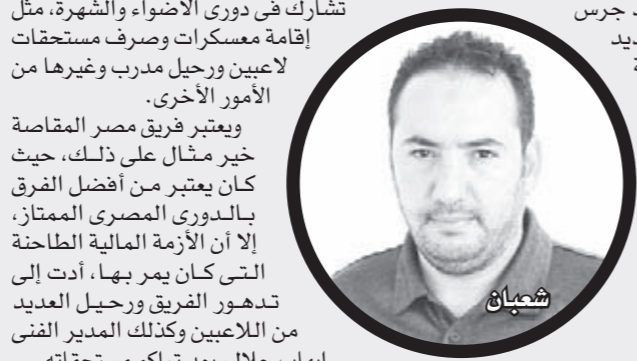 تشارك فى دورى الأضواء والشهرة، مثل
إقامة معسكرات وصرف مستحقات
لاعبين ورحيل مدرب وغيرها من
الأمور الأخرى.
ويعتبر فريق مصر المقاصة
خير مثال على ذلك، حيث
كان يعتبر من أفضل الفرق
بالدورى المصرى الممتاز،
إلا أن الأزمة المالية الطاحنة
التى كان يمر بها، أدت إلى
تدهور الفريق ورحيل العديد
من اللاعبين وكذلك المدير الفنى
شعبان
جرس